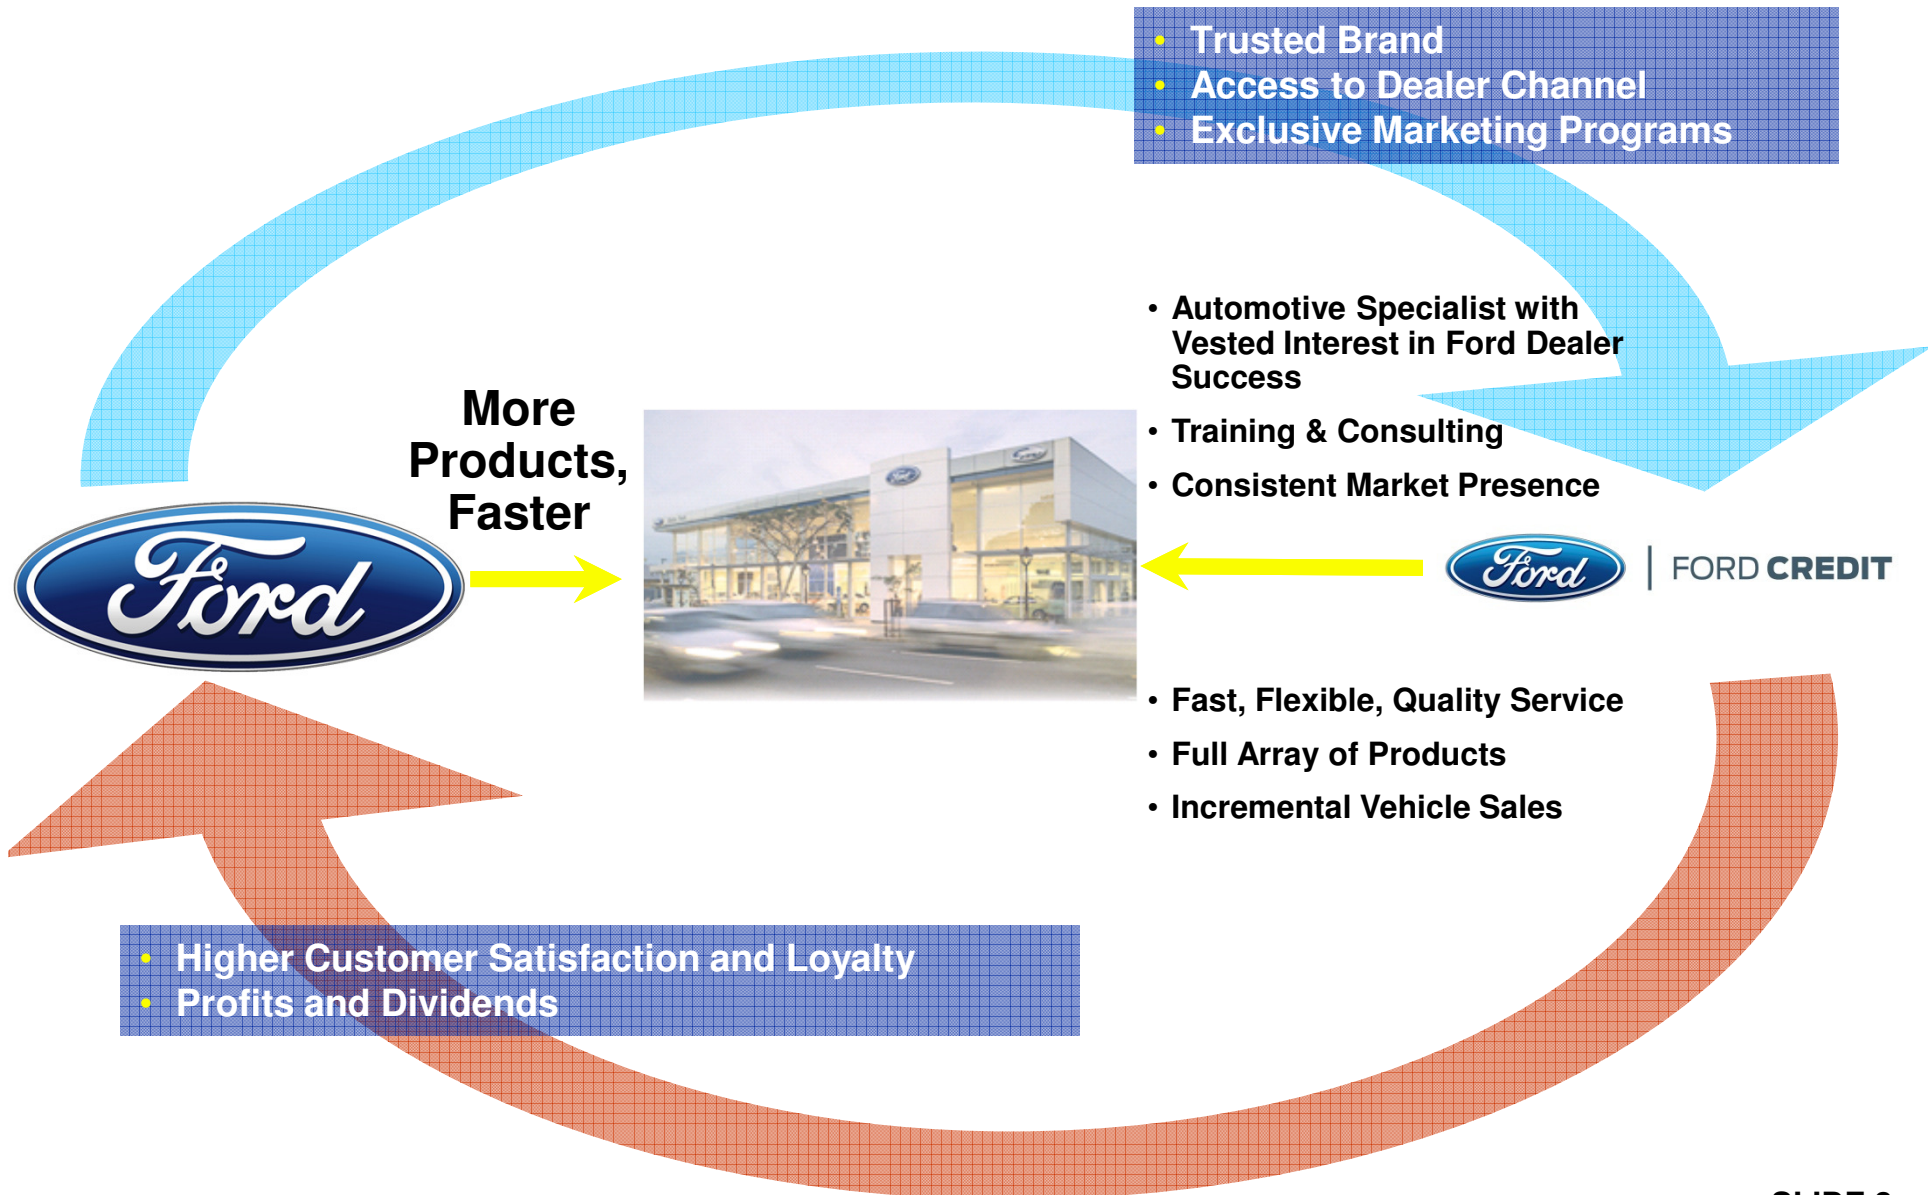 Trusted Brand
Access to Dealer Channel
Exclusive Marketing Programs
• Automotive Specialist with
Vested Interest in Ford Dealer
Success
• Training & Consulting
• Consistent Market Presence
More
Products,
Faster
Ford
Ford
Ford | FORD CREDIT
• Fast, Flexible, Quality Service
• Full Array of Products
• Incremental Vehicle Sales
• Higher Customer Satisfaction and Loyalty
• Profits and Dividends